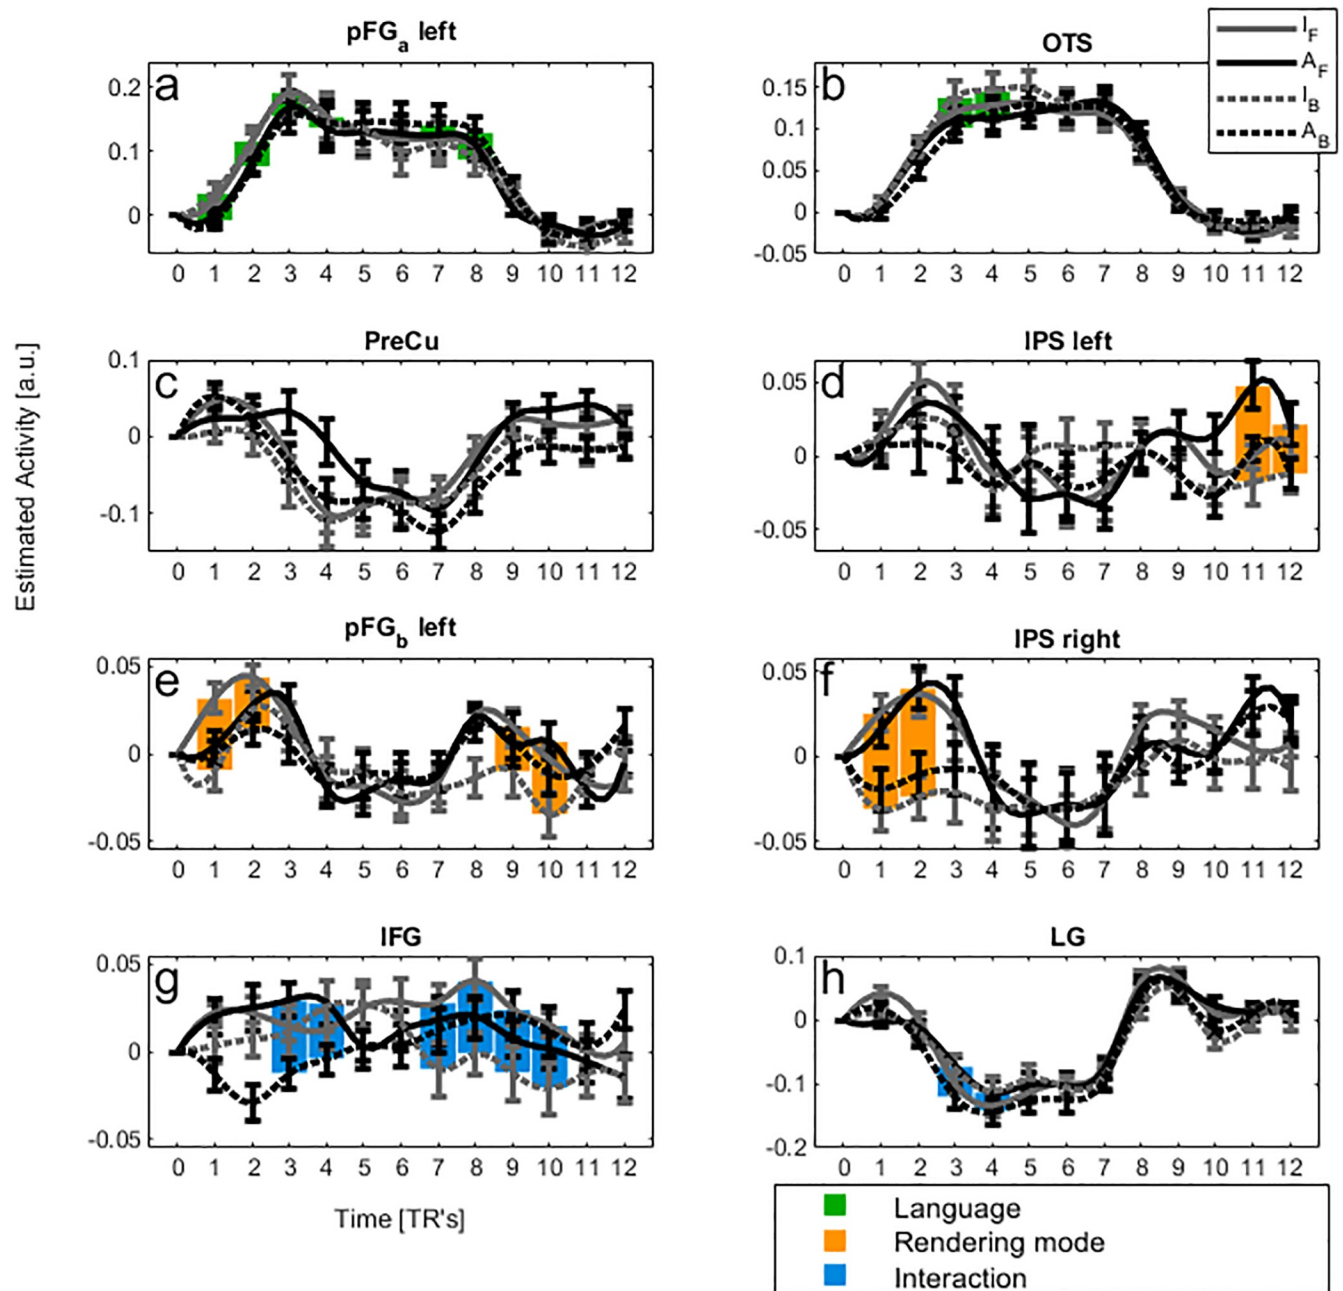 pFGa left
OTS
IF
AF
IB
AB
a
0.2
0.1
0
0 1 2 3 4 5 6 7 8 9 10 11 12
b
0.15
0.1
0.05
0
-0.05
0 1 2 3 4 5 6 7 8 9 10 11 12
Estimated Activity [a.u.]
PreCu
c
0.1
0
-0.1
0 1 2 3 4 5 6 7 8 9 10 11 12
IPS left
d
0.05
0
-0.05
0 1 2 3 4 5 6 7 8 9 10 11 12
pFGb left
e
0.05
0
-0.05
0 1 2 3 4 5 6 7 8 9 10 11 12
IPS right
f
0.05
0
-0.05
0 1 2 3 4 5 6 7 8 9 10 11 12
IFG
g
0.05
0
-0.05
0 1 2 3 4 5 6 7 8 9 10 11 12
LG
h
0.1
0
-0.1
-0.2
0 1 2 3 4 5 6 7 8 9 10 11 12
Time [TR's]
Language
Rendering mode
Interaction